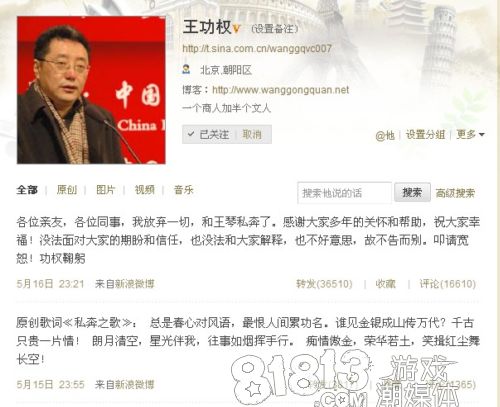 王功权 V (设置备注)
http://t.sina.com.cn/wanggqvc007
北京,朝阳区
博客：http://www.wanggongquan.net
一个商人加半个文人
✓ 已关注 | 取消
@他 | 设置分组 | 更多
中国
China
全部 | 原创 | 图片 | 视频 | 音乐
搜索他说的话 搜索 高级搜索
各位亲友，各位同事，我放弃一切，和王琴私奔了。感谢大家多年的关怀和帮助，祝大家幸
福！没法面对大家的期盼和信任，也没法和大家解释，也不好意思，故不告而别。叩请宽
恕！功权鞠躬
5月16日 23:21 来自新浪微博 转发(36510) | 收藏 | 评论(16610)
原创歌词≪私奔之歌≫： 总是春心对风语，最恨人间累功名。谁见金银成山传万代？千古
只贵一片情！ 朗月清空，星光伴我，往事如烟挥手行。 痴情傲金，荣华若土，笑揖红尘舞
长空！
5月15日 23:55 来自新浪微博
81813 游戏
潮媒体